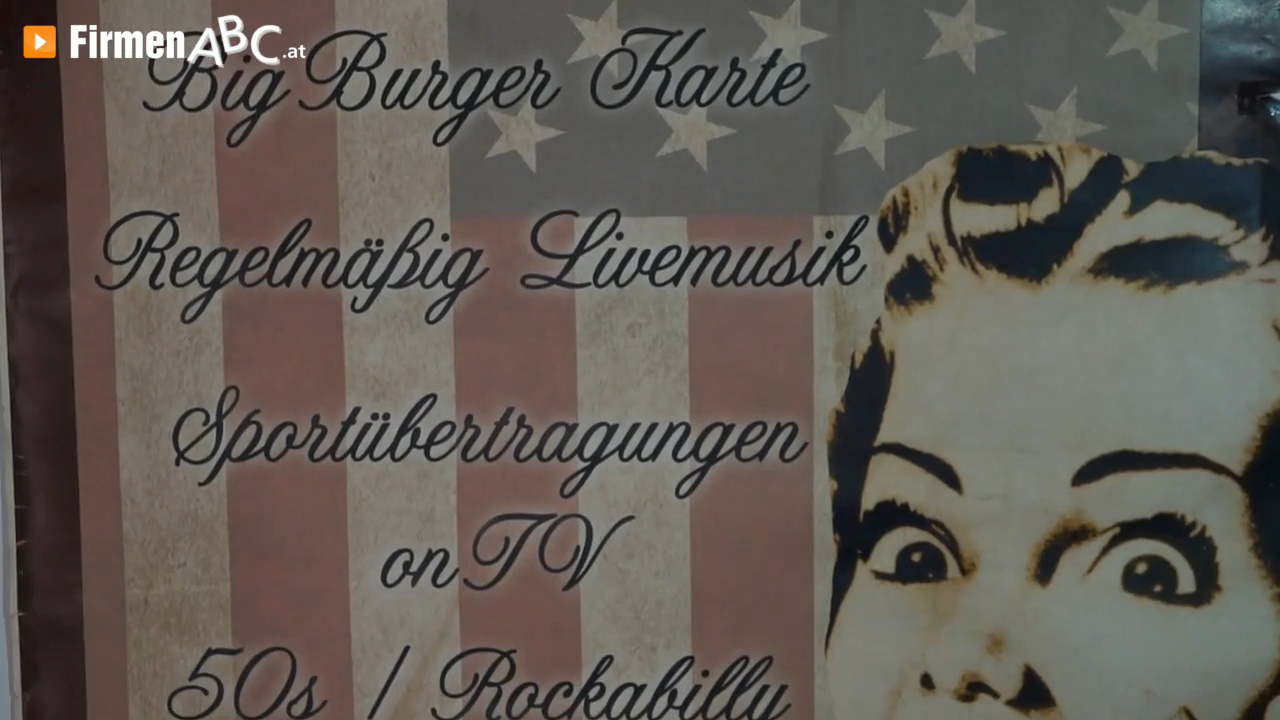 FirmenABC.at
Big Burger Karte
Regelmäßig Livemusik
Sportübertragungen
on TV
50s / Rockabilly